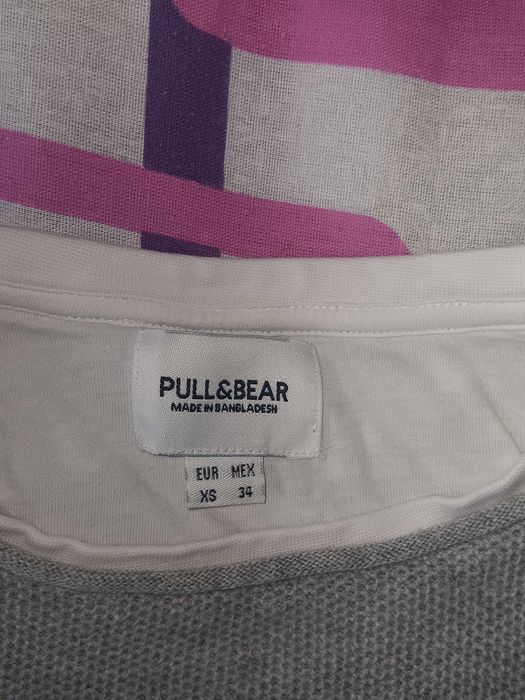 PULL&BEAR
MADE IN BANGLADESH
EUR MEX
XS 34